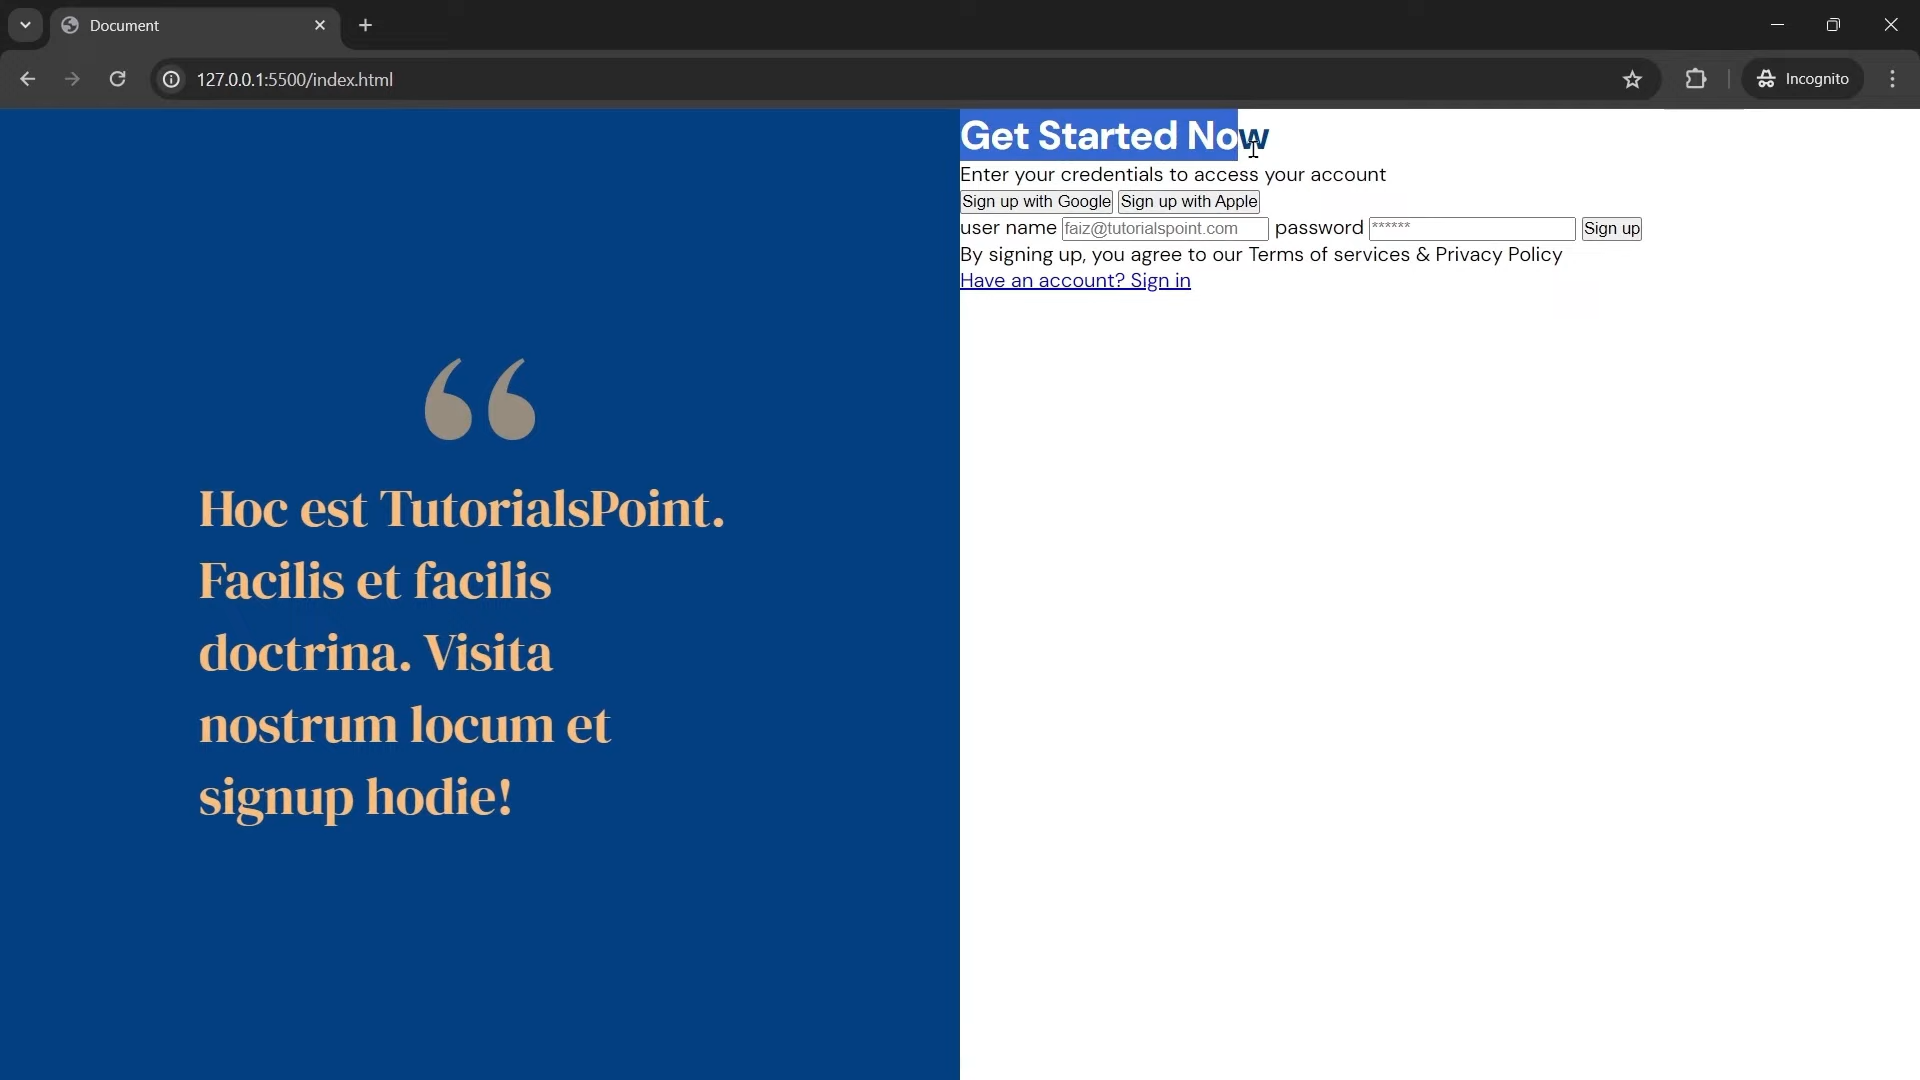 Document
127.0.0.1:5500/index.html
Incognito
Get Started Now
Enter your credentials to access your account
Sign up with Google Sign up with Apple
user name faiz@tutorialspoint.com password ****** Sign up
By signing up, you agree to our Terms of services & Privacy Policy
Have an account? Sign in
“
Hoc est TutorialsPoint.
Facilis et facilis
doctrina. Visita
nostrum locum et
signup hodie!